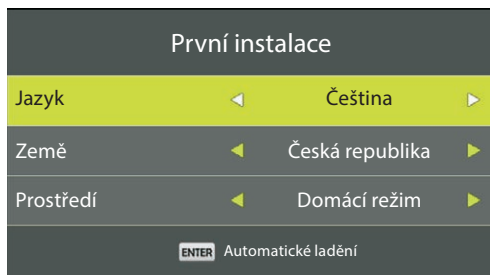 První instalace
Jazyk Čeština
Země Česká republika
Prostředí Domácí režim
ENTER Automatické ladění